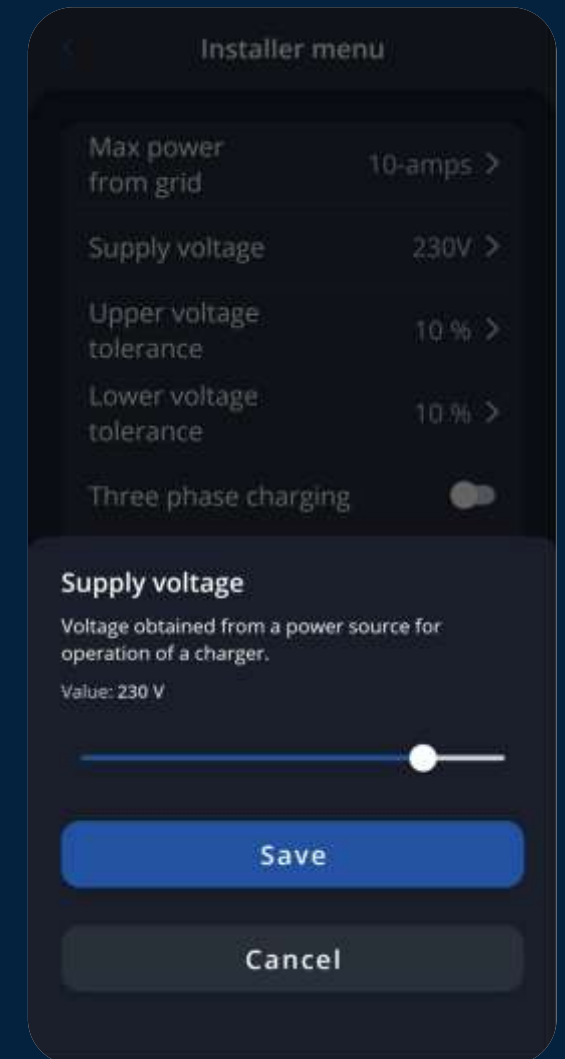 Installer menu
Max power
from grid
10-amps >
Supply voltage
230V >
Upper voltage
tolerance
10 % >
Lower voltage
tolerance
10 % >
Three phase charging
Supply voltage
Voltage obtained from a power source for
operation of a charger.
Value: 230 V
Save
Cancel